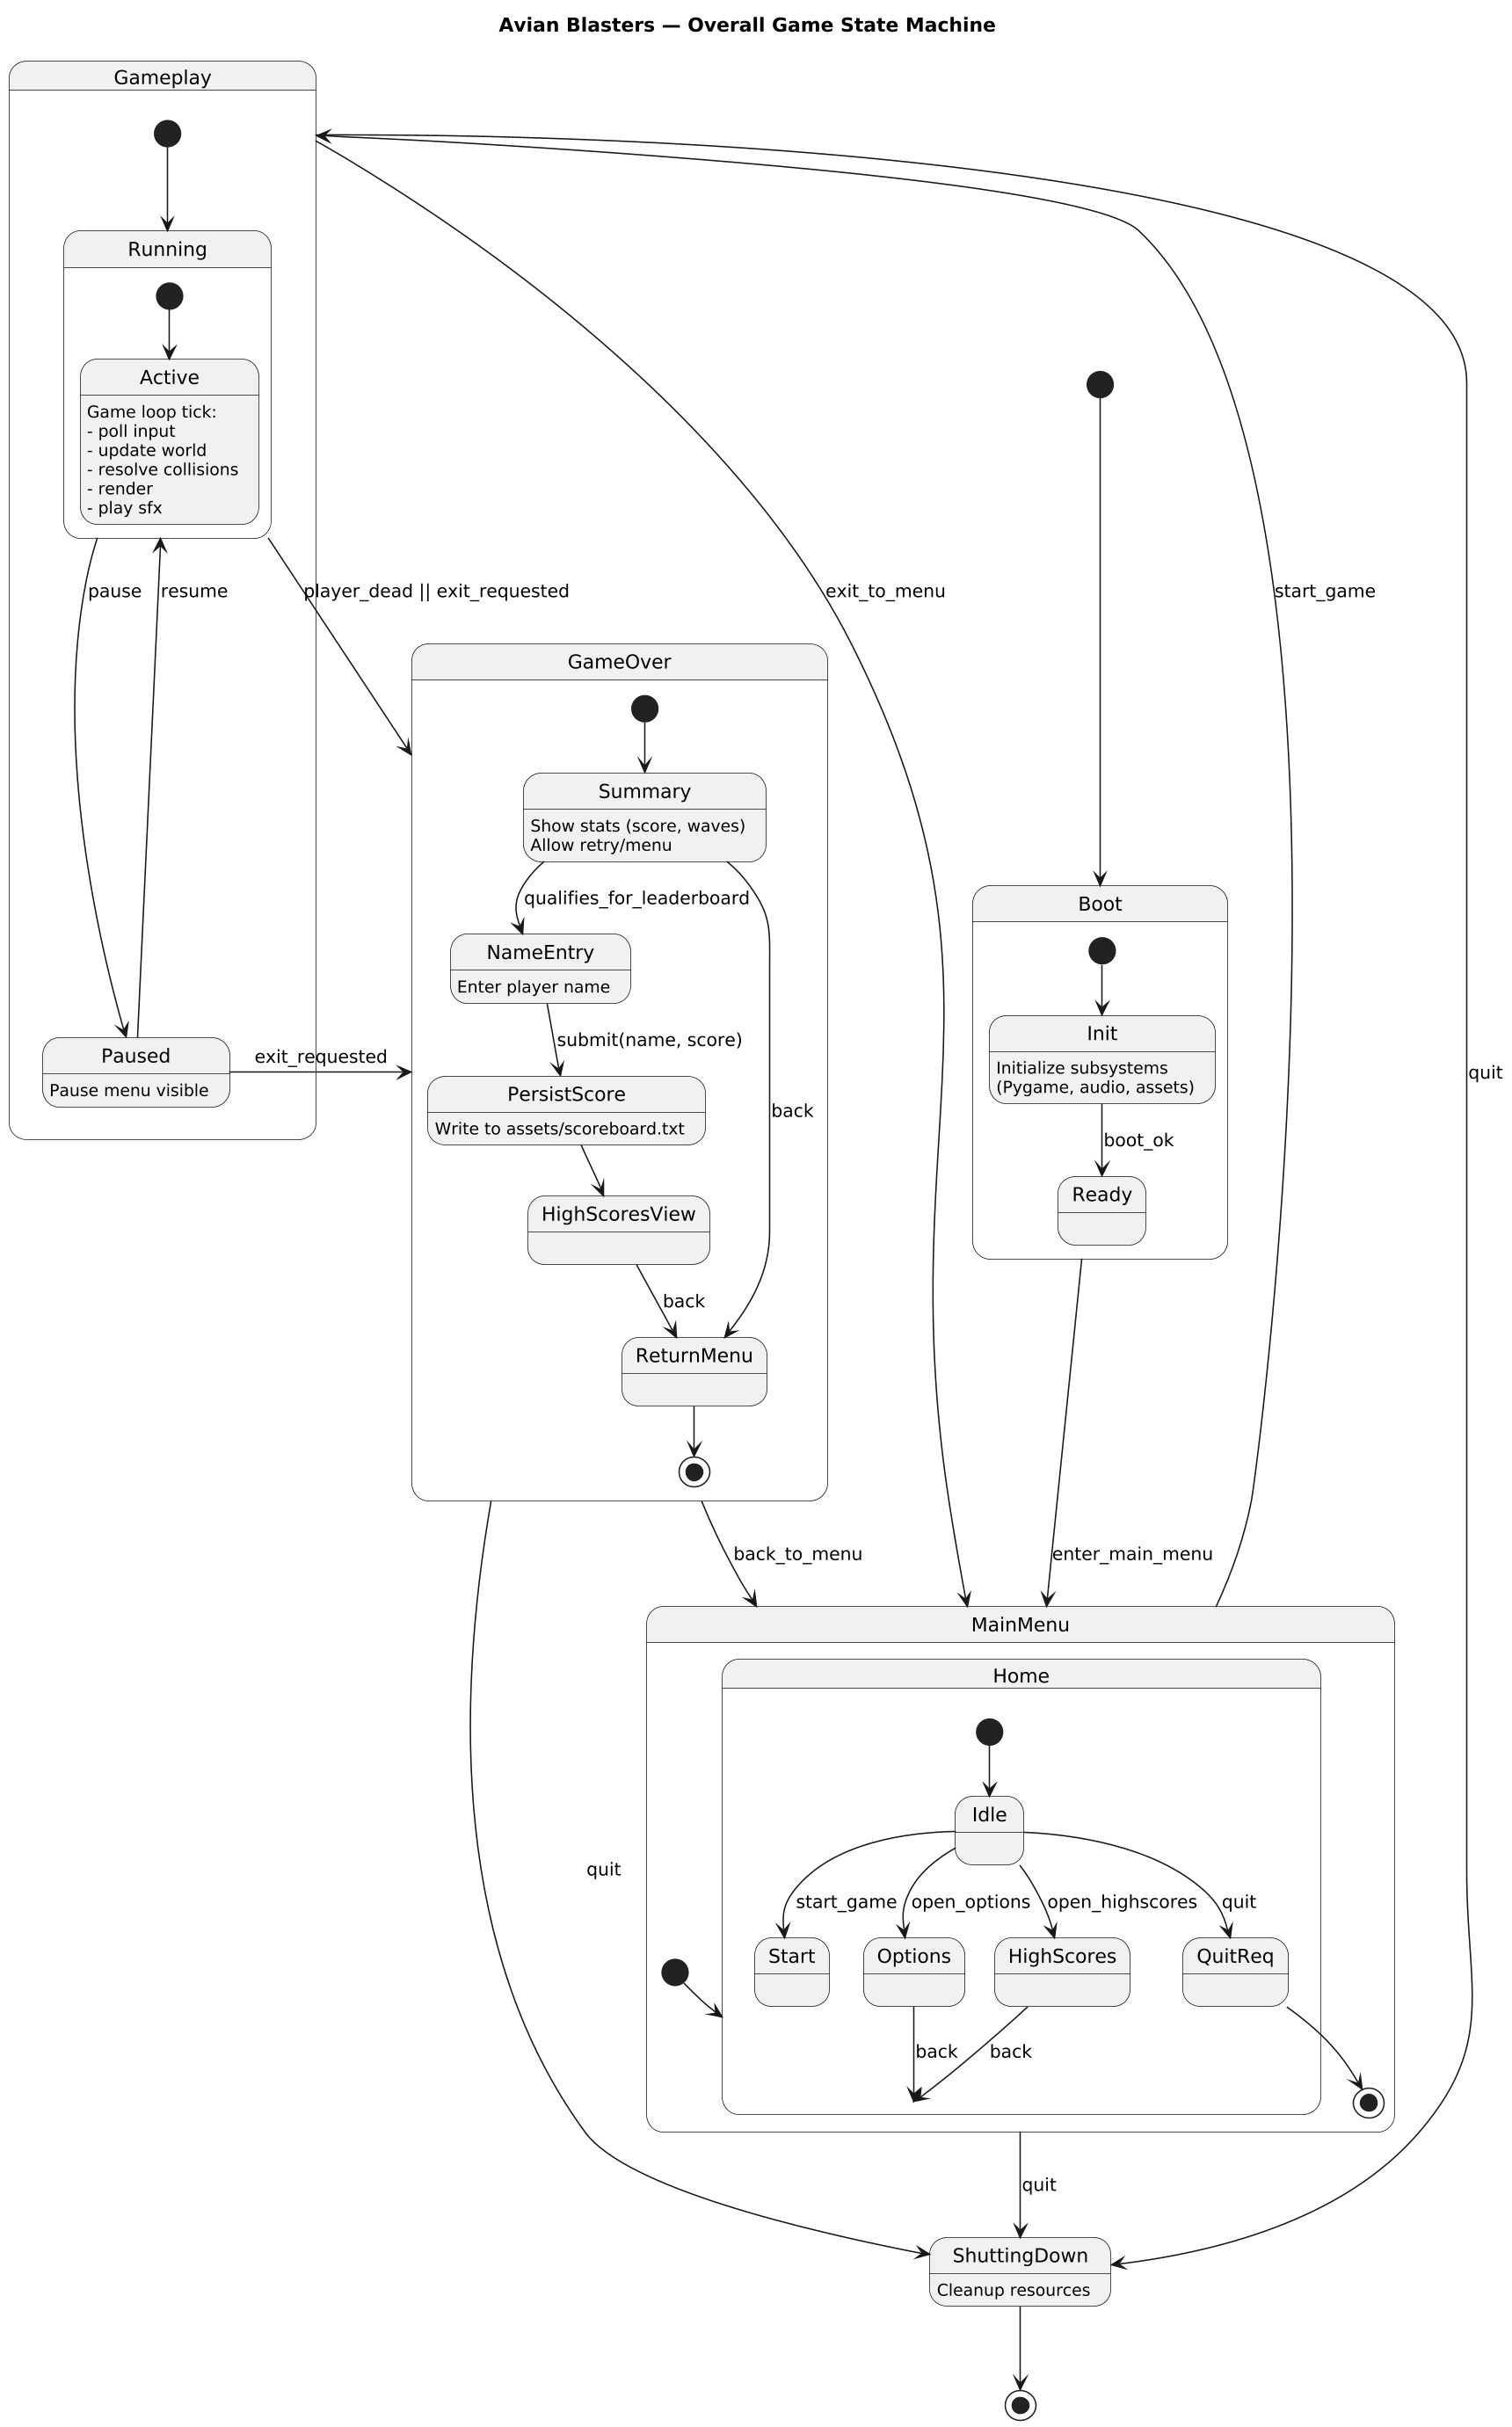 Avian Blasters — Overall Game State Machine
Gameplay
Running
Active
Game loop tick:
- poll input
- update world
- resolve collisions
- render
- play sfx
pause
resume
player_dead || exit_requested
exit_to_menu
start_game
Paused
Pause menu visible
exit_requested
GameOver
Summary
Show stats (score, waves)
Allow retry/menu
qualifies_for_leaderboard
NameEntry
Enter player name
submit(name, score)
PersistScore
Write to assets/scoreboard.txt
back
HighScoresView
back
ReturnMenu
Boot
Init
Initialize subsystems
(Pygame, audio, assets)
boot_ok
Ready
quit
back_to_menu
enter_main_menu
MainMenu
Home
Idle
quit
start_game
open_options
open_highscores
quit
Start
Options
HighScores
QuitReq
back
back
quit
ShuttingDown
Cleanup resources